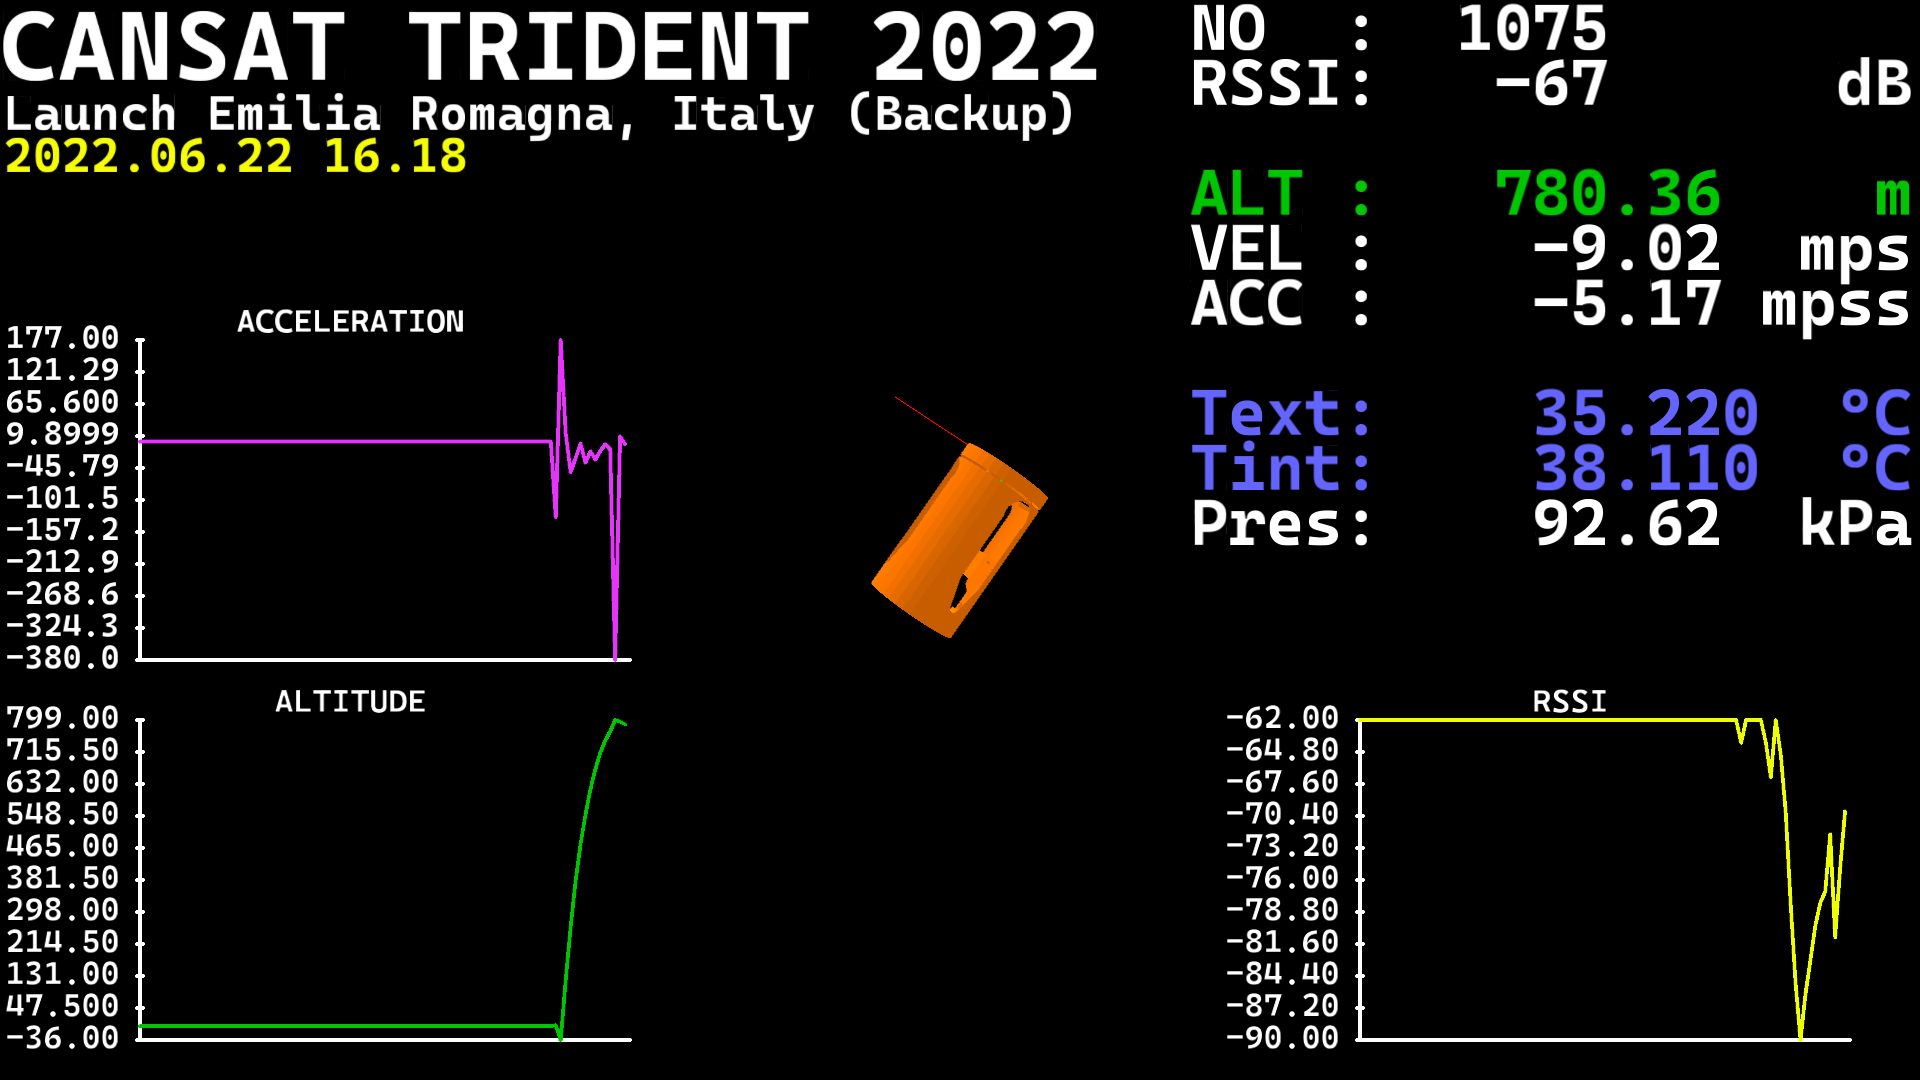 CANSAT TRIDENT 2022
Launch Emilia Romagna, Italy (Backup)
2022.06.22 16.18
NO : 1075
RSSI: -67 dB
ALT : 780.36 m
VEL : -9.02 mps
ACC : -5.17 mpss
Text: 35.220 °C
Tint: 38.110 °C
Pres: 92.62 kPa
ACCELERATION
177.00
121.29
65.600
9.8999
-45.79
-101.5
-157.2
-212.9
-268.6
-324.3
-380.0
ALTITUDE
799.00
715.50
632.00
548.50
465.00
381.50
298.00
214.50
131.00
47.500
-36.00
RSSI
-62.00
-64.80
-67.60
-70.40
-73.20
-76.00
-78.80
-81.60
-84.40
-87.20
-90.00